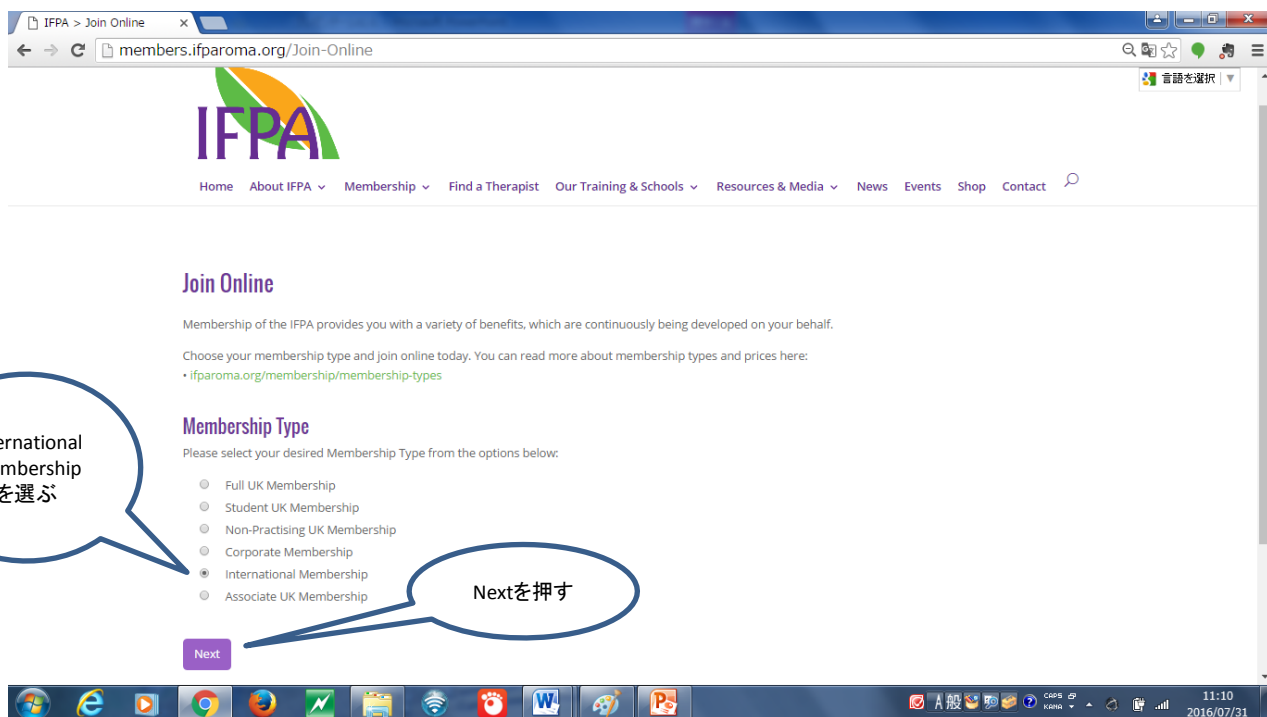 IFPA > Join Online
members.ifparoma.org/Join-Online
言語を選択
IFPA
Home About IFPA Membership Find a Therapist Our Training & Schools Resources & Media News Events Shop Contact
Join Online
Membership of the IFPA provides you with a variety of benefits, which are continuously being developed on your behalf.
Choose your membership type and join online today. You can read more about membership types and prices here:
• ifparoma.org/membership/membership-types
Membership Type
Please select your desired Membership Type from the options below:
ernational
mbership
を選ぶ
Full UK Membership
Student UK Membership
Non-Practising UK Membership
Corporate Membership
International Membership
Associate UK Membership
Nextを押す
Next
A 般
CAPS
KANA
11:10
2016/07/31